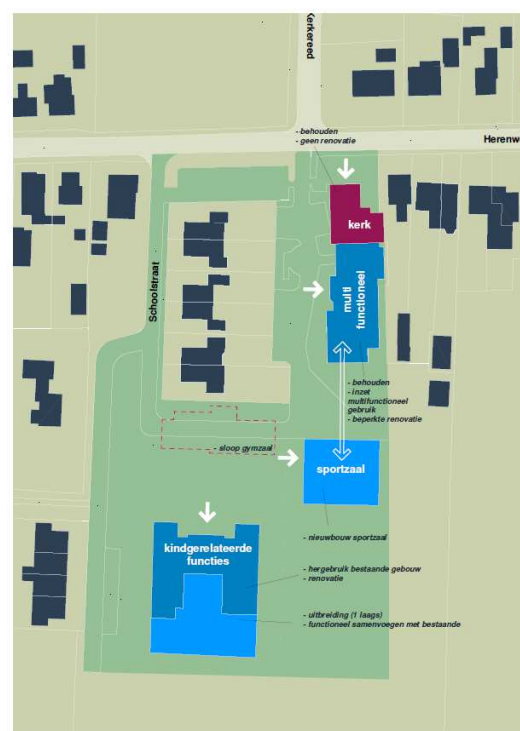 Kerkereed
- behouden
- geen renovatie
Herenw
kerk
Schoolstraat
multi
functioneel
- behouden
- inzet
multifunctioneel
gebruik
- beperkte renovatie
- sloop gymzaal
sportzaal
- nieuwbouw sportzaal
kindgerelateerde
functies
- hergebruik bestaande gebouw
- renovatie
- uitbreiding (1 laags)
- functioneel samenvoegen met bestaande